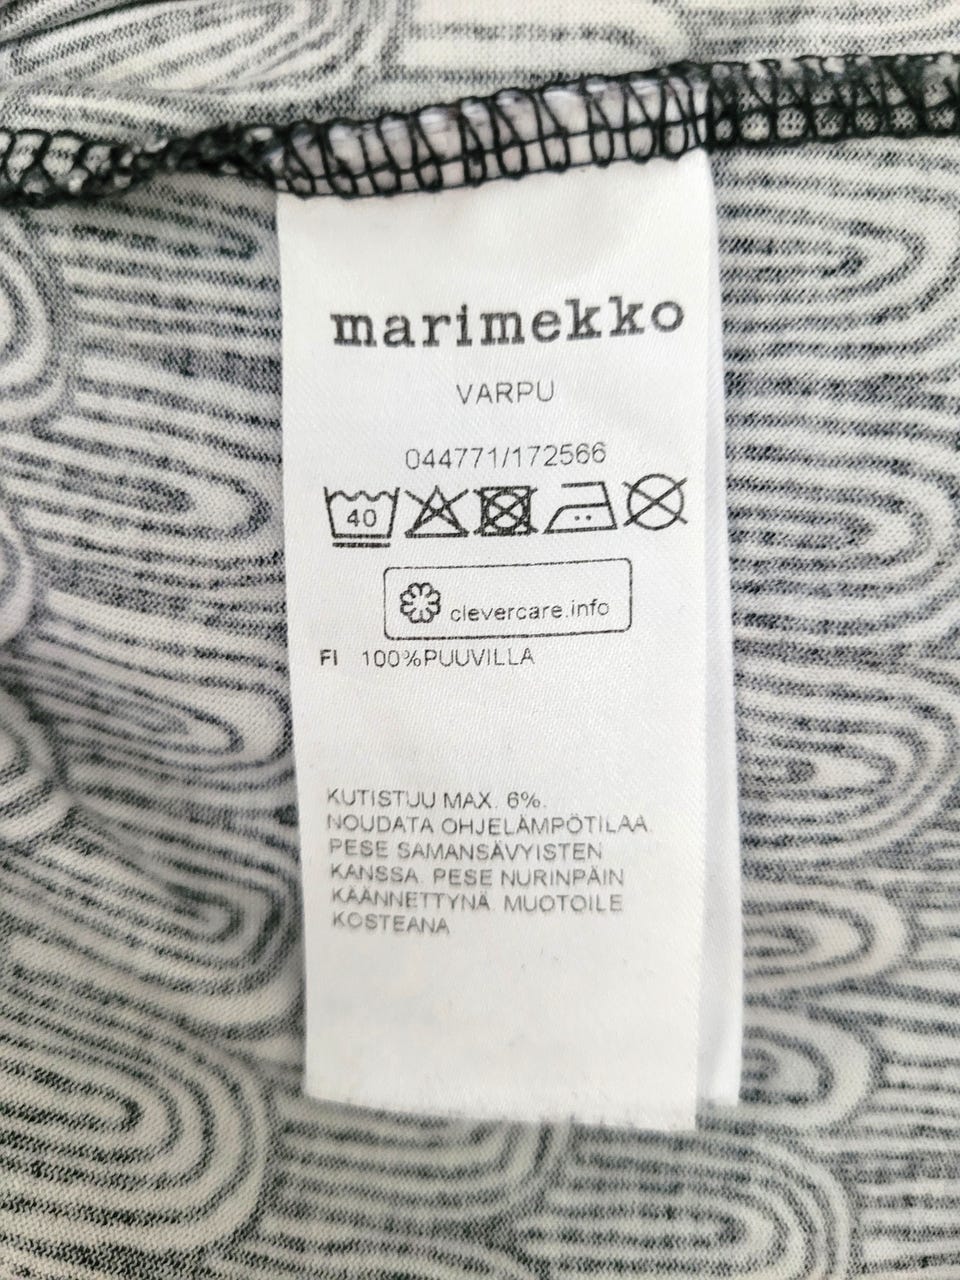 marimekko
VARPU
044771/172566
40
clevercare.info
FI 100%PUUVILLA
KUTISTUU MAX. 6%.
NOUDATA OHJELÄMPÖTILAA.
PESE SAMANSÄVYISTEN
KANSSA. PESE NURINPÄIN
KÄÄNNETTYNÄ. MUOTOILE
KOSTEANA